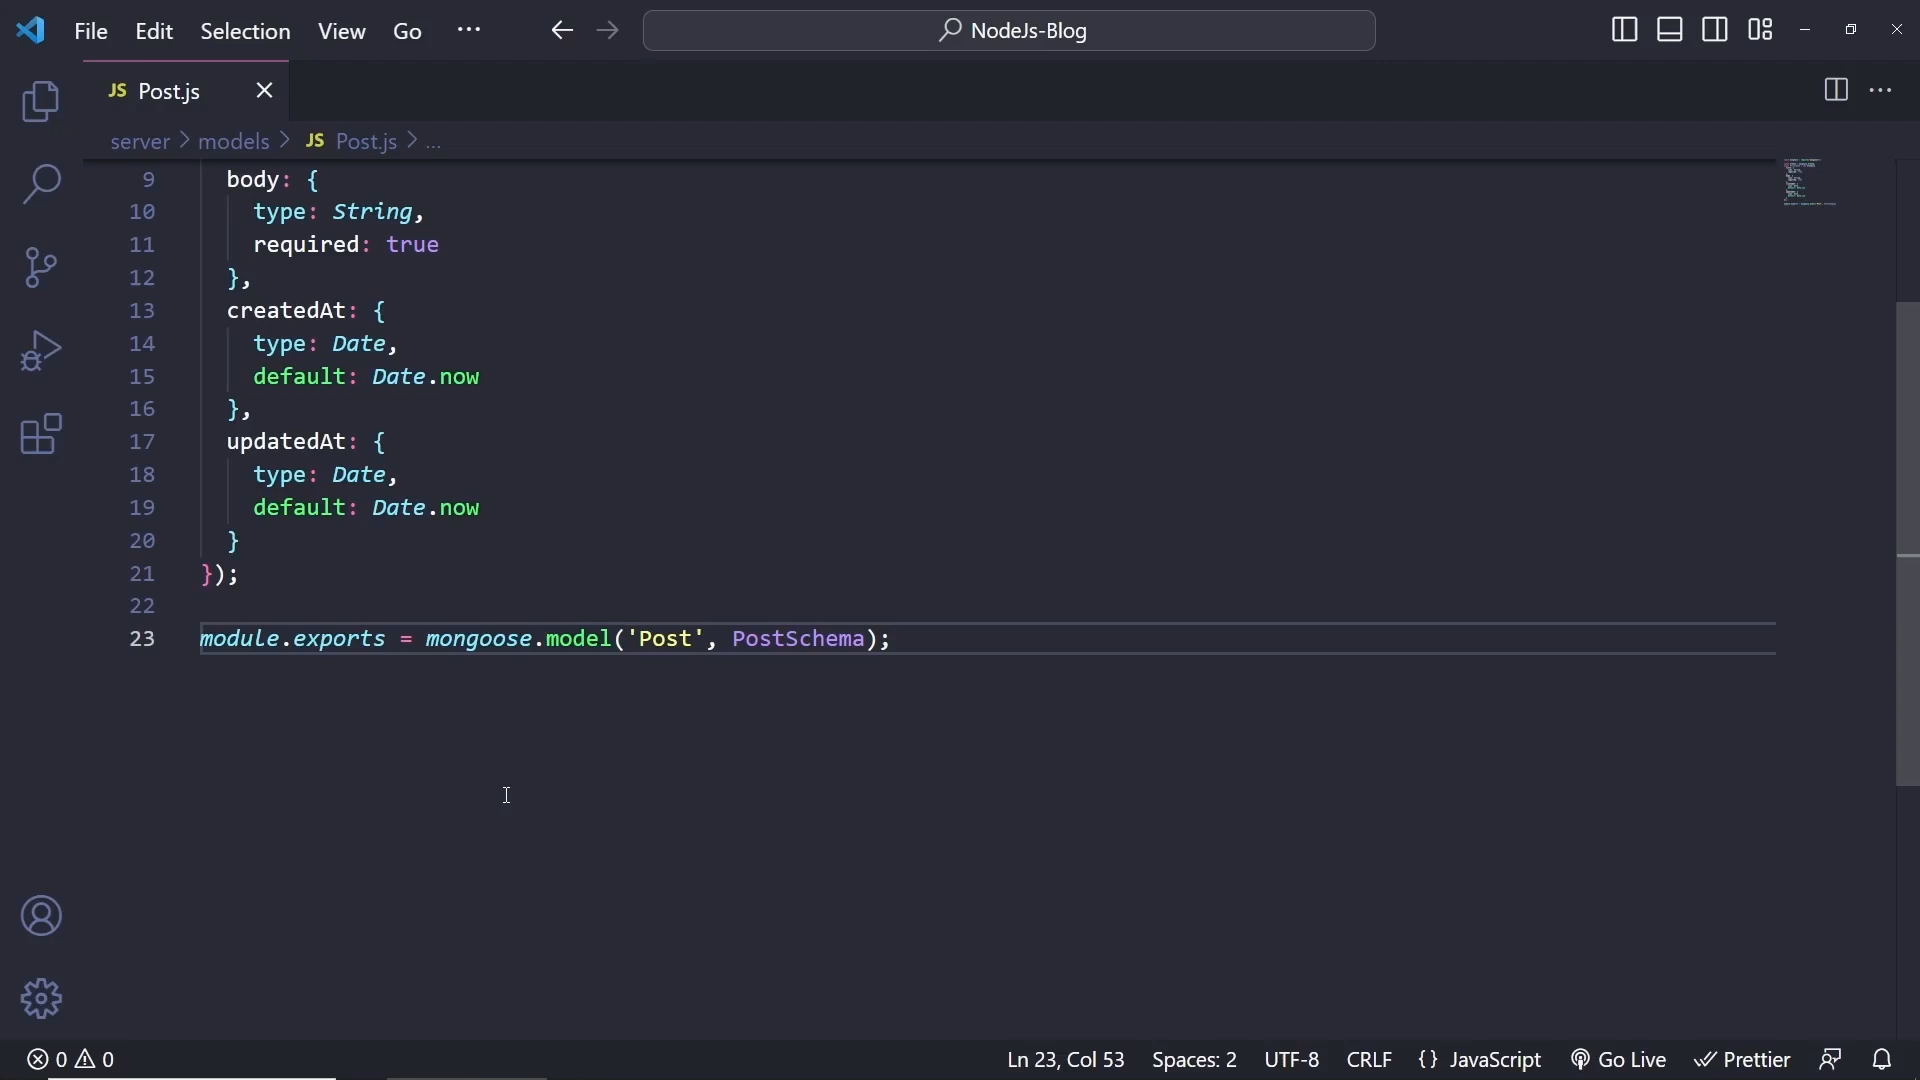 File Edit Selection View Go ··· NodeJs-Blog
JS Post.js
server > models > JS Post.js > ...
9 body: {
10 type: String,
11 required: true
12 },
13 createdAt: {
14 type: Date,
15 default: Date.now
16 },
17 updatedAt: {
18 type: Date,
19 default: Date.now
20 }
21 });
22
23 module.exports = mongoose.model('Post', PostSchema);
0 0 Ln 23, Col 53 Spaces: 2 UTF-8 CRLF {} JavaScript Go Live Prettier